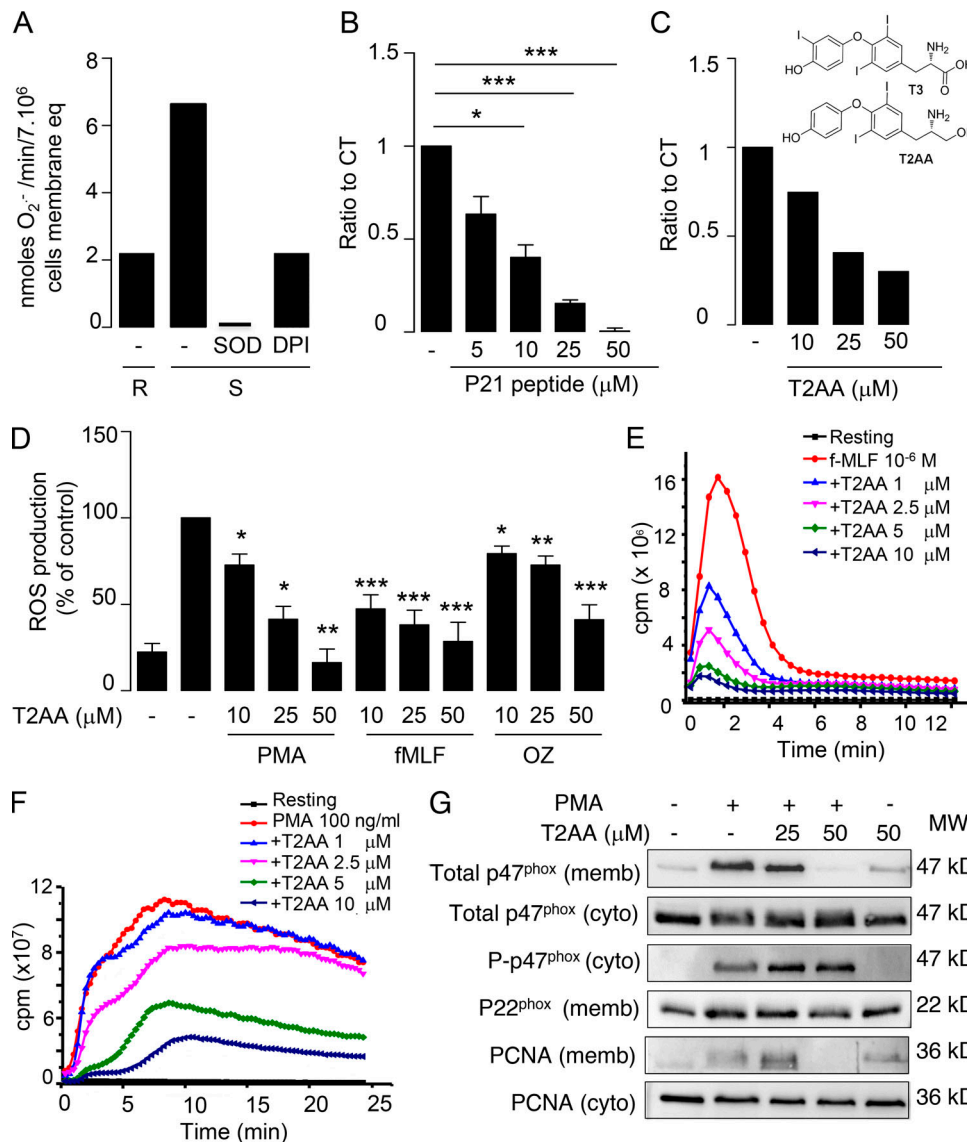 A
nmoles O₂·⁻ /min/7.10⁶
cells membrane eq
8
6
4
2
0
- - SOD DPI
R S
B
Ratio to CT
1.5
1
0.5
0
***
***
*
- 5 10 25 50
P21 peptide (μM)
C
Ratio to CT
1.5
1
0.5
0
I
I
O
NH₂
OH
HO
I
O
T3
I
O
NH₂
HO
I
O
T2AA
- 10 25 50
T2AA (μM)
D
ROS production
(% of control)
150
100
50
0
* * ** *** *** *** * ** ***
T2AA (μM) - - 10 25 50 10 25 50 10 25 50
PMA fMLF OZ
E
Resting
f-MLF 10⁻⁶ M
+T2AA 1 μM
+T2AA 2.5 μM
+T2AA 5 μM
+T2AA 10 μM
cpm (x 10⁶)
16
12
8
4
0
0 2 4 6 8 10 12
Time (min)
F
Resting
PMA 100 ng/ml
+T2AA 1 μM
+T2AA 2.5 μM
+T2AA 5 μM
+T2AA 10 μM
cpm (x10⁷)
12
9
6
3
0
0 5 10 15 20 25
Time (min)
G
PMA - + + + -
T2AA (μM) - - 25 50 50 MW
Total p47ᵖʰᵒˣ (memb) 47 kD
Total p47ᵖʰᵒˣ (cyto) 47 kD
P-p47ᵖʰᵒˣ (cyto) 47 kD
P22ᵖʰᵒˣ (memb) 22 kD
PCNA (memb) 36 kD
PCNA (cyto) 36 kD